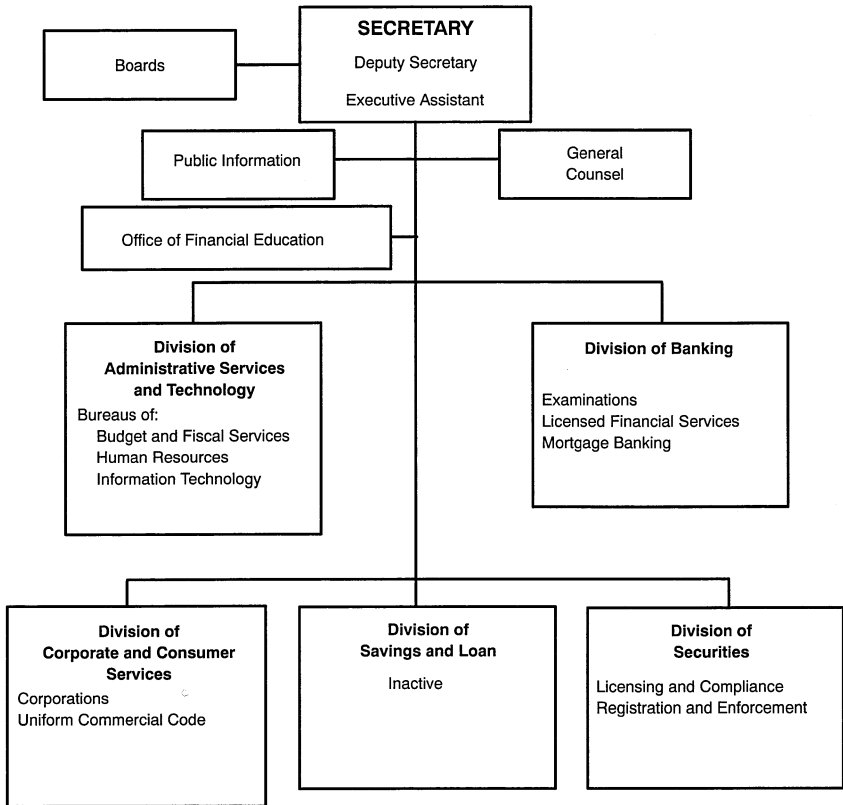 SECRETARY
Deputy Secretary
Executive Assistant
Boards
Public Information
General
Counsel
Office of Financial Education
Division of
Administrative Services
and Technology
Bureaus of:
Budget and Fiscal Services
Human Resources
Information Technology
Division of Banking
Examinations
Licensed Financial Services
Mortgage Banking
Division of
Corporate and Consumer
Services
Corporations
Uniform Commercial Code
Division of
Savings and Loan
Inactive
Division of
Securities
Licensing and Compliance
Registration and Enforcement